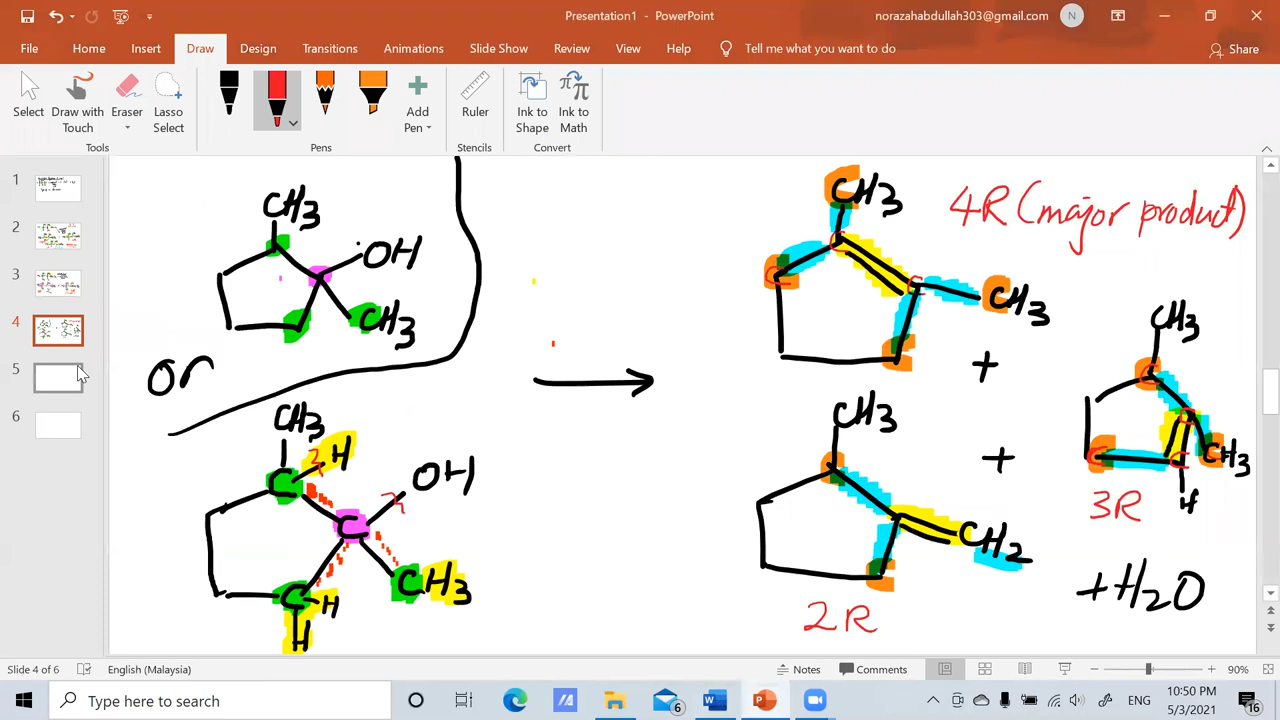 Presentation1 - PowerPoint
norazahabdullah303@gmail.com
N
File Home Insert Draw Design Transitions Animations Slide Show Review View Help Tell me what you want to do Share
Select Draw with Touch Eraser Lasso Select Add Pen Ruler Ink to Shape Ink to Math
Tools Pens Stencils Convert
1
2
3
4
5
6
CH3
OH
CH3
or
CH3
H
OH
C
C
CH3
C H
H
CH3
4R (major product)
C
C
C
CH3
C
+
CH3
C
C
CH3
C
C
H
3R
CH3
+
CH2
2R
+ H2O
Slide 4 of 6 English (Malaysia) Notes Comments 90%
Type here to search
6
ENG
10:50 PM
5/3/2021
16